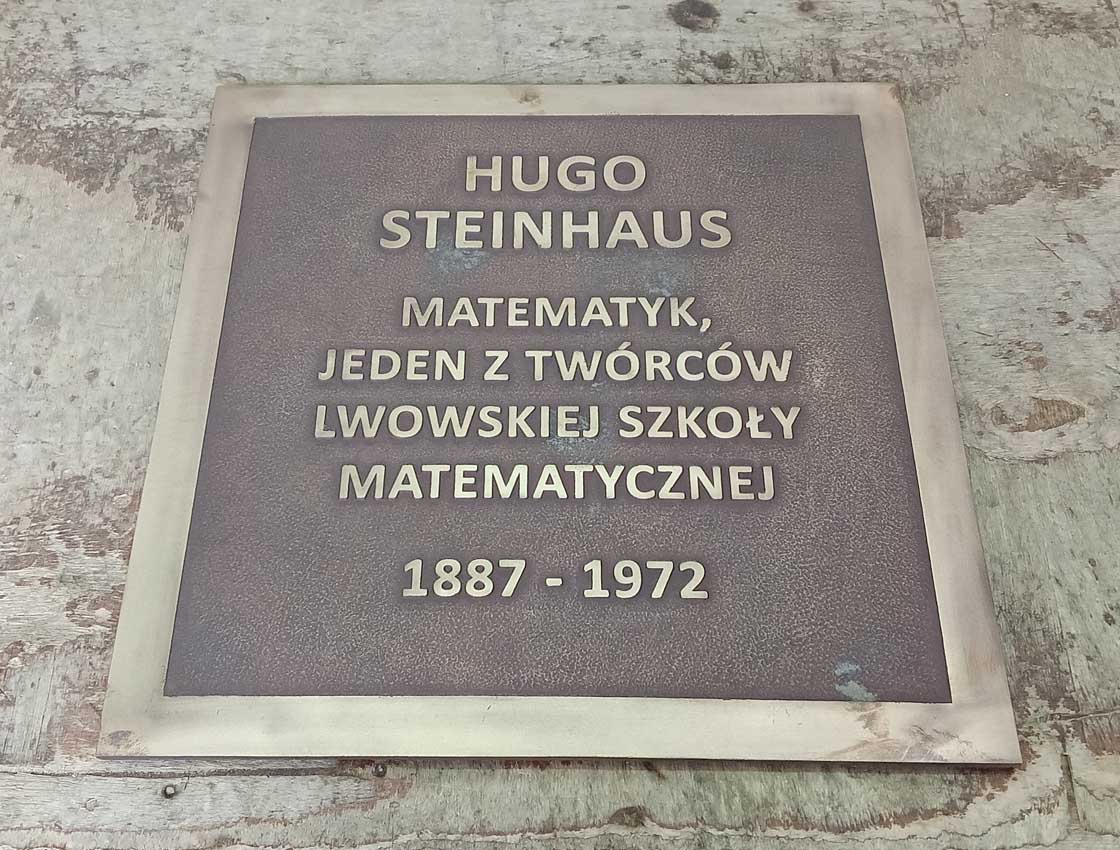 HUGO
STEINHAUS
MATEMATYK,
JEDEN Z TWÓRCÓW
LWOWSKIEJ SZKOŁY
MATEMATYCZNEJ
1887 - 1972